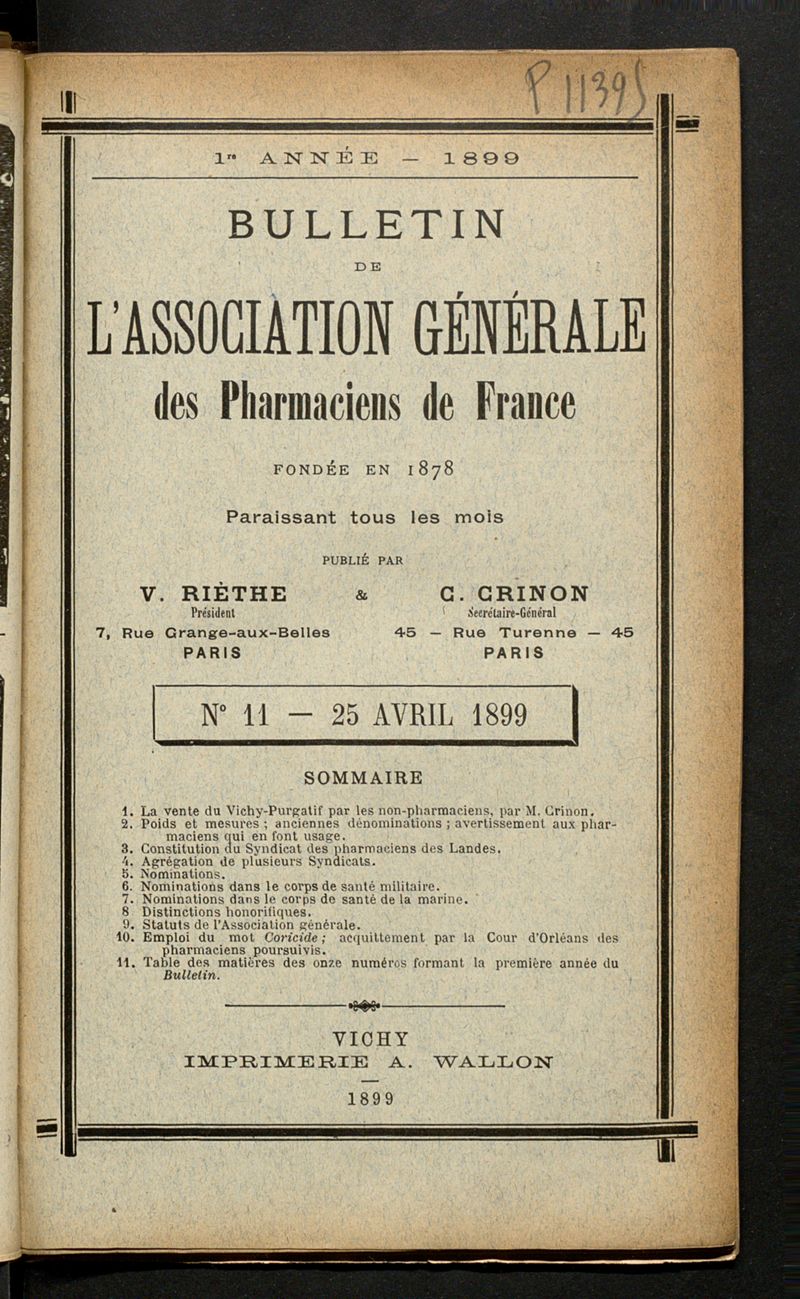 P 11395
1re ANNÉE — 1899
BULLETIN
DE
L'ASSOCIATION GÉNÉRALE
des Pharmaciens de France
FONDÉE EN 1878
Paraissant tous les mois
PUBLIÉ PAR
V. RIÈTHE & C. CRINON
Président Secrétaire-Général
7, Rue Grange-aux-Belles 45 — Rue Turenne — 45
PARIS PARIS
N° 11 — 25 AVRIL 1899
SOMMAIRE
1. La vente du Vichy-Purgatif par les non-pharmaciens, par M. Crinon.
2. Poids et mesures ; anciennes dénominations ; avertissement aux phar-
maciens qui en font usage.
3. Constitution du Syndicat des pharmaciens des Landes.
4. Agrégation de plusieurs Syndicats.
5. Nominations.
6. Nominations dans le corps de santé militaire.
7. Nominations dans le corps de santé de la marine.
8 Distinctions honorifiques.
9. Statuts de l'Association générale.
10. Emploi du mot Coricide ; acquittement par la Cour d'Orléans des
pharmaciens poursuivis.
11. Table des matières des onze numéros formant la première année du
Bulletin.
VICHY
IMPRIMERIE A. WALLON
1899